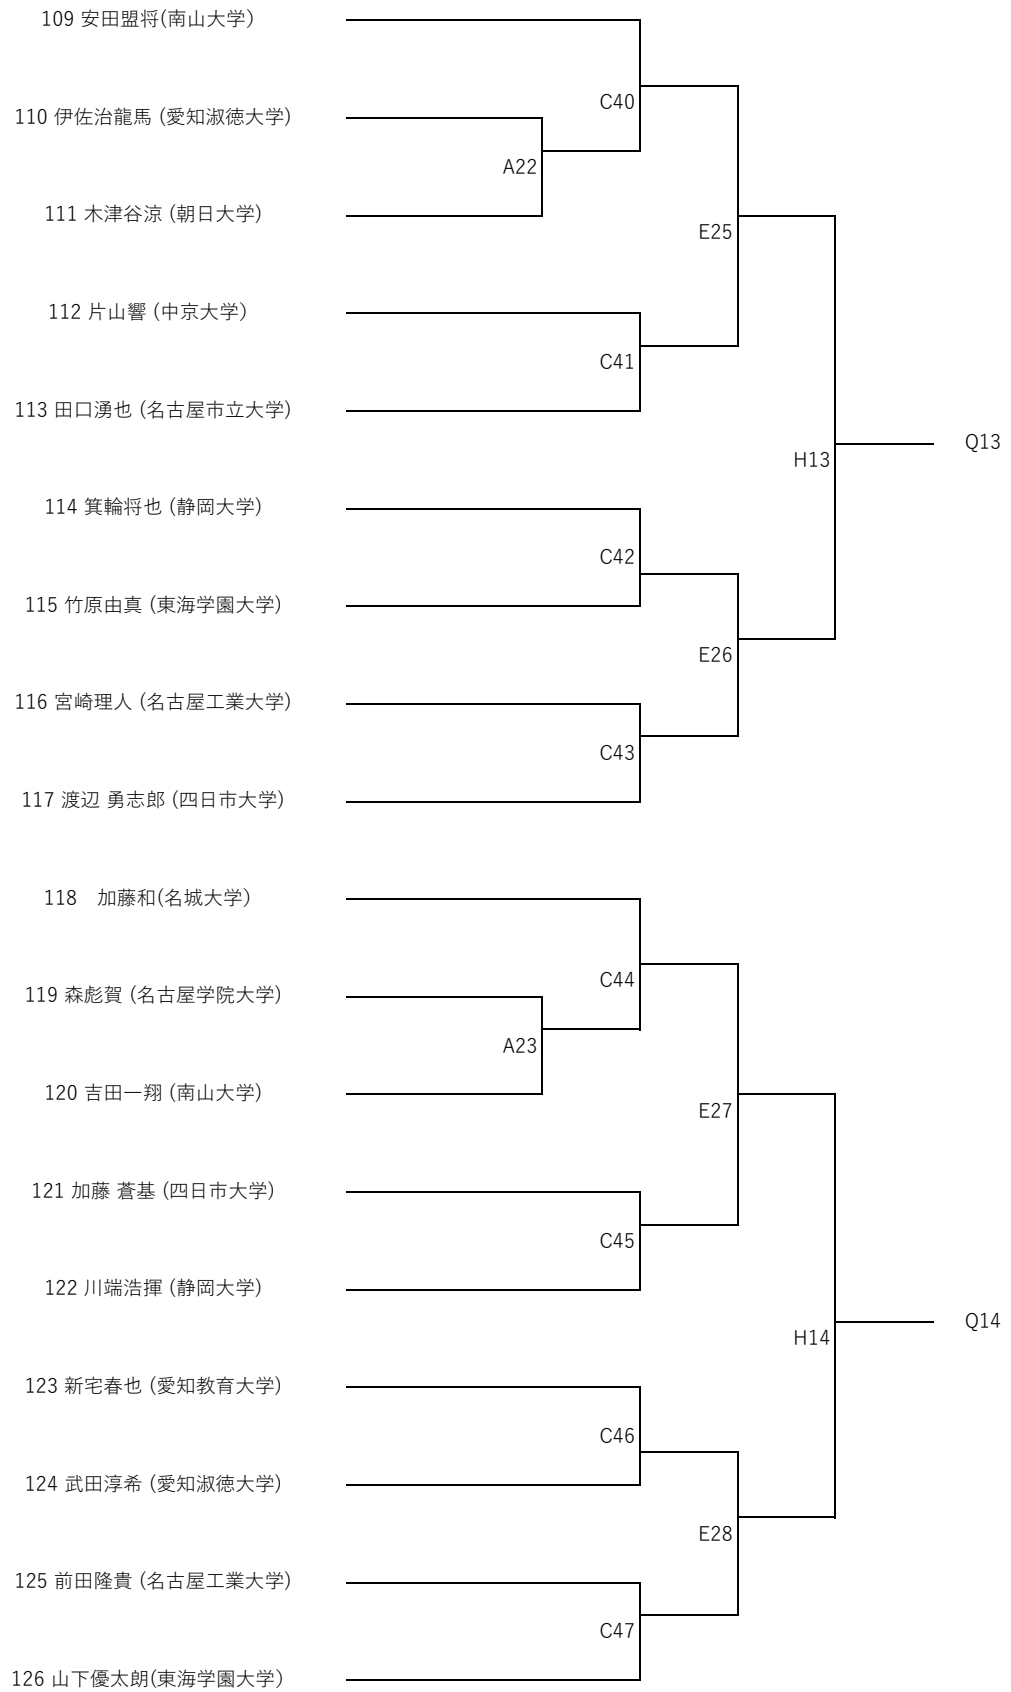 109 安田盟将(南山大学)
C40
110 伊佐治龍馬 (愛知淑徳大学)
A22
111 木津谷涼 (朝日大学)
E25
112 片山響 (中京大学)
C41
113 田口湧也 (名古屋市立大学)
Q13
H13
114 箕輪将也 (静岡大学)
C42
115 竹原由真 (東海学園大学)
E26
116 宮崎理人 (名古屋工業大学)
C43
117 渡辺 勇志郎 (四日市大学)
118　加藤和(名城大学)
C44
119 森彪賀 (名古屋学院大学)
A23
120 吉田一翔 (南山大学)
E27
121 加藤 蒼基 (四日市大学)
C45
122 川端浩揮 (静岡大学)
Q14
H14
123 新宅春也 (愛知教育大学)
C46
124 武田淳希 (愛知淑徳大学)
E28
125 前田隆貴 (名古屋工業大学)
C47
126 山下優太朗(東海学園大学)